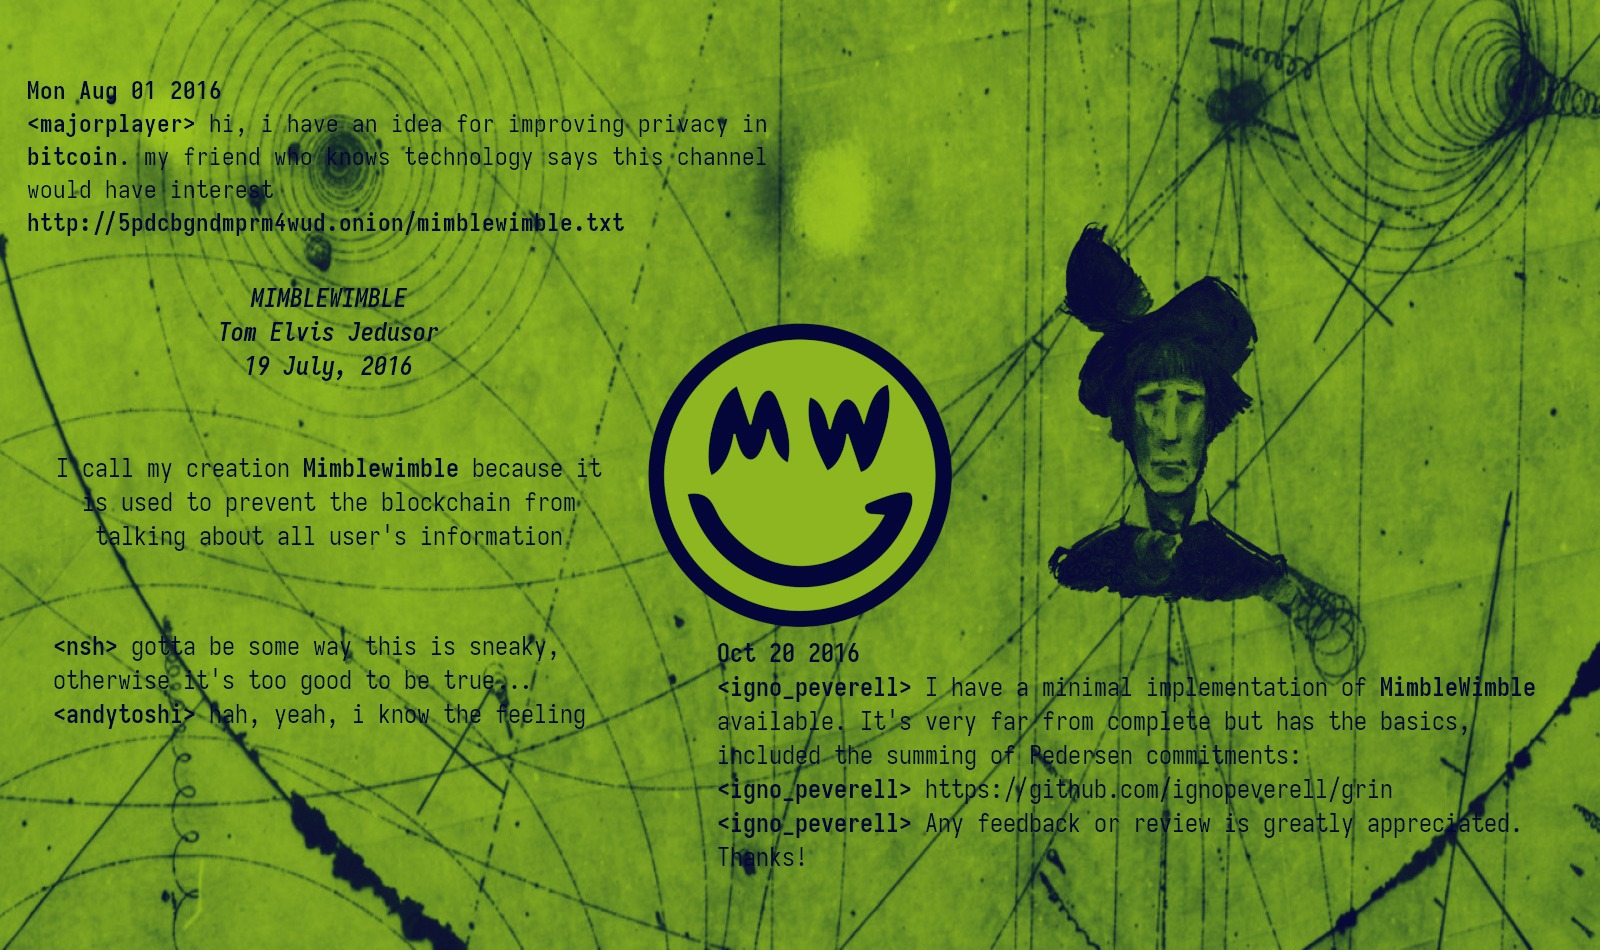 Mon Aug 01 2016
<majorplayer> hi, i have an idea for improving privacy in
bitcoin. my friend who knows technology says this channel
would have interest
http://5pdcbgndmprm4wud.onion/mimblewimble.txt
MIMBLEWIMBLE
Tom Elvis Jedusor
19 July, 2016
I call my creation Mimblewimble because it
is used to prevent the blockchain from
talking about all user's information
<nsh> gotta be some way this is sneaky,
otherwise it's too good to be true...
<andytoshi> hah, yeah, i know the feeling
MW
Oct 20 2016
<igno_peverell> I have a minimal implementation of MimbleWimble
available. It's very far from complete but has the basics,
included the summing of Pedersen commitments:
<igno_peverell> https://github.com/ignopeverell/grin
<igno_peverell> Any feedback or review is greatly appreciated.
Thanks!